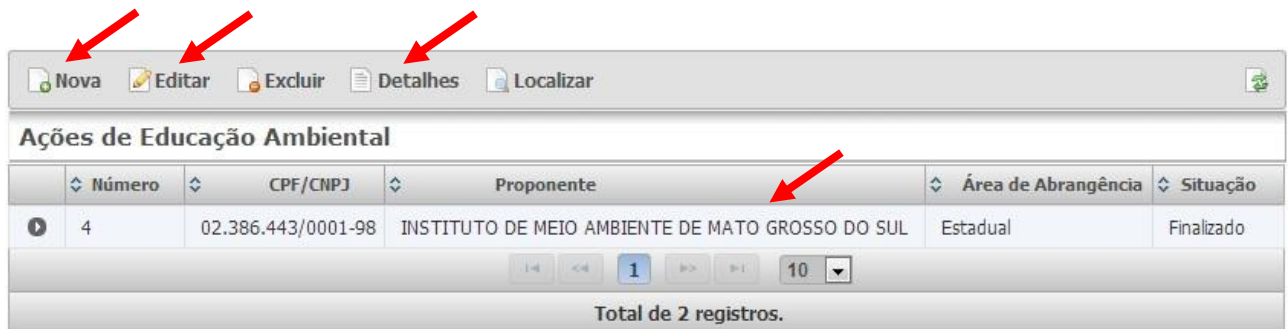 Nova Editar Excluir Detalhes Localizar
Ações de Educação Ambiental
Número CPF/CNPJ Proponente Área de Abrangência Situação
4 02.386.443/0001-98 INSTITUTO DE MEIO AMBIENTE DE MATO GROSSO DO SUL Estadual Finalizado
1 10
Total de 2 registros.